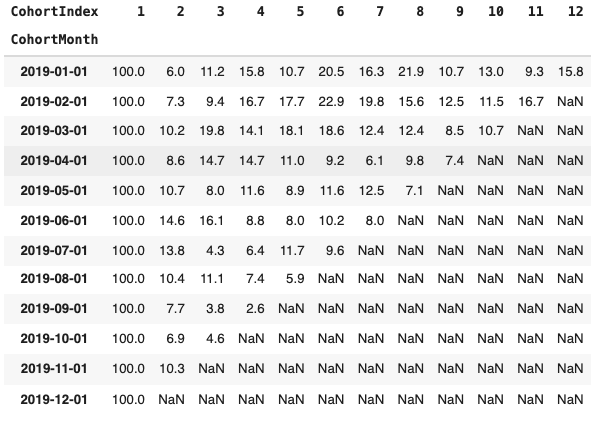 CohortIndex 1 2 3 4 5 6 7 8 9 10 11 12
CohortMonth
2019-01-01 100.0 6.0 11.2 15.8 10.7 20.5 16.3 21.9 10.7 13.0 9.3 15.8
2019-02-01 100.0 7.3 9.4 16.7 17.7 22.9 19.8 15.6 12.5 11.5 16.7 NaN
2019-03-01 100.0 10.2 19.8 14.1 18.1 18.6 12.4 12.4 8.5 10.7 NaN NaN
2019-04-01 100.0 8.6 14.7 14.7 11.0 9.2 6.1 9.8 7.4 NaN NaN NaN
2019-05-01 100.0 10.7 8.0 11.6 8.9 11.6 12.5 7.1 NaN NaN NaN NaN
2019-06-01 100.0 14.6 16.1 8.8 8.0 10.2 8.0 NaN NaN NaN NaN NaN
2019-07-01 100.0 13.8 4.3 6.4 11.7 9.6 NaN NaN NaN NaN NaN NaN
2019-08-01 100.0 10.4 11.1 7.4 5.9 NaN NaN NaN NaN NaN NaN NaN
2019-09-01 100.0 7.7 3.8 2.6 NaN NaN NaN NaN NaN NaN NaN NaN
2019-10-01 100.0 6.9 4.6 NaN NaN NaN NaN NaN NaN NaN NaN NaN
2019-11-01 100.0 10.3 NaN NaN NaN NaN NaN NaN NaN NaN NaN NaN
2019-12-01 100.0 NaN NaN NaN NaN NaN NaN NaN NaN NaN NaN NaN